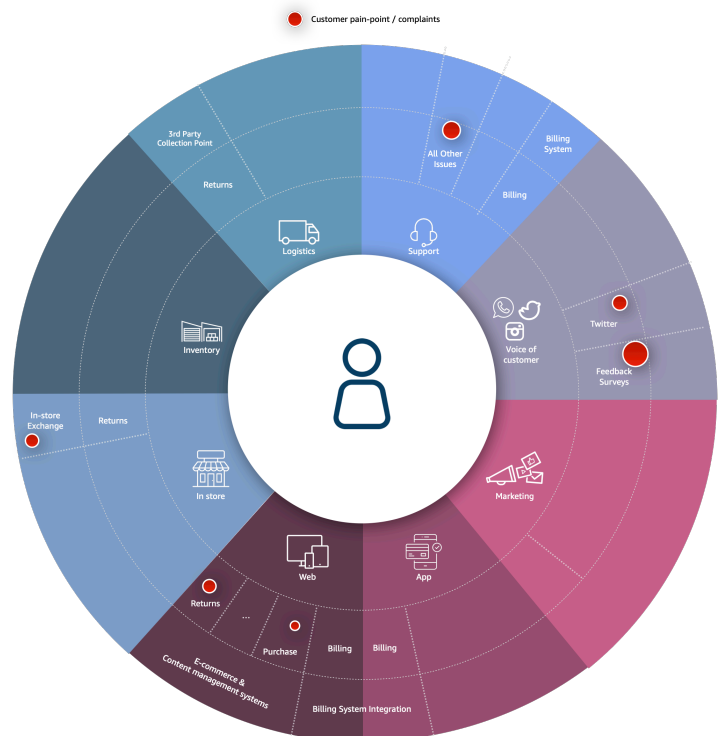 Customer pain-point / complaints
3rd Party
Collection Point
Returns
Logistics
All Other
Issues
Billing
System
Billing
Support
Twitter
Voice of
customer
Feedback
Surveys
Inventory
In-store
Exchange
Returns
In store
Marketing
Web
App
Returns
...
Purchase
Billing
Billing
E-commerce &
Content management systems
Billing System Integration